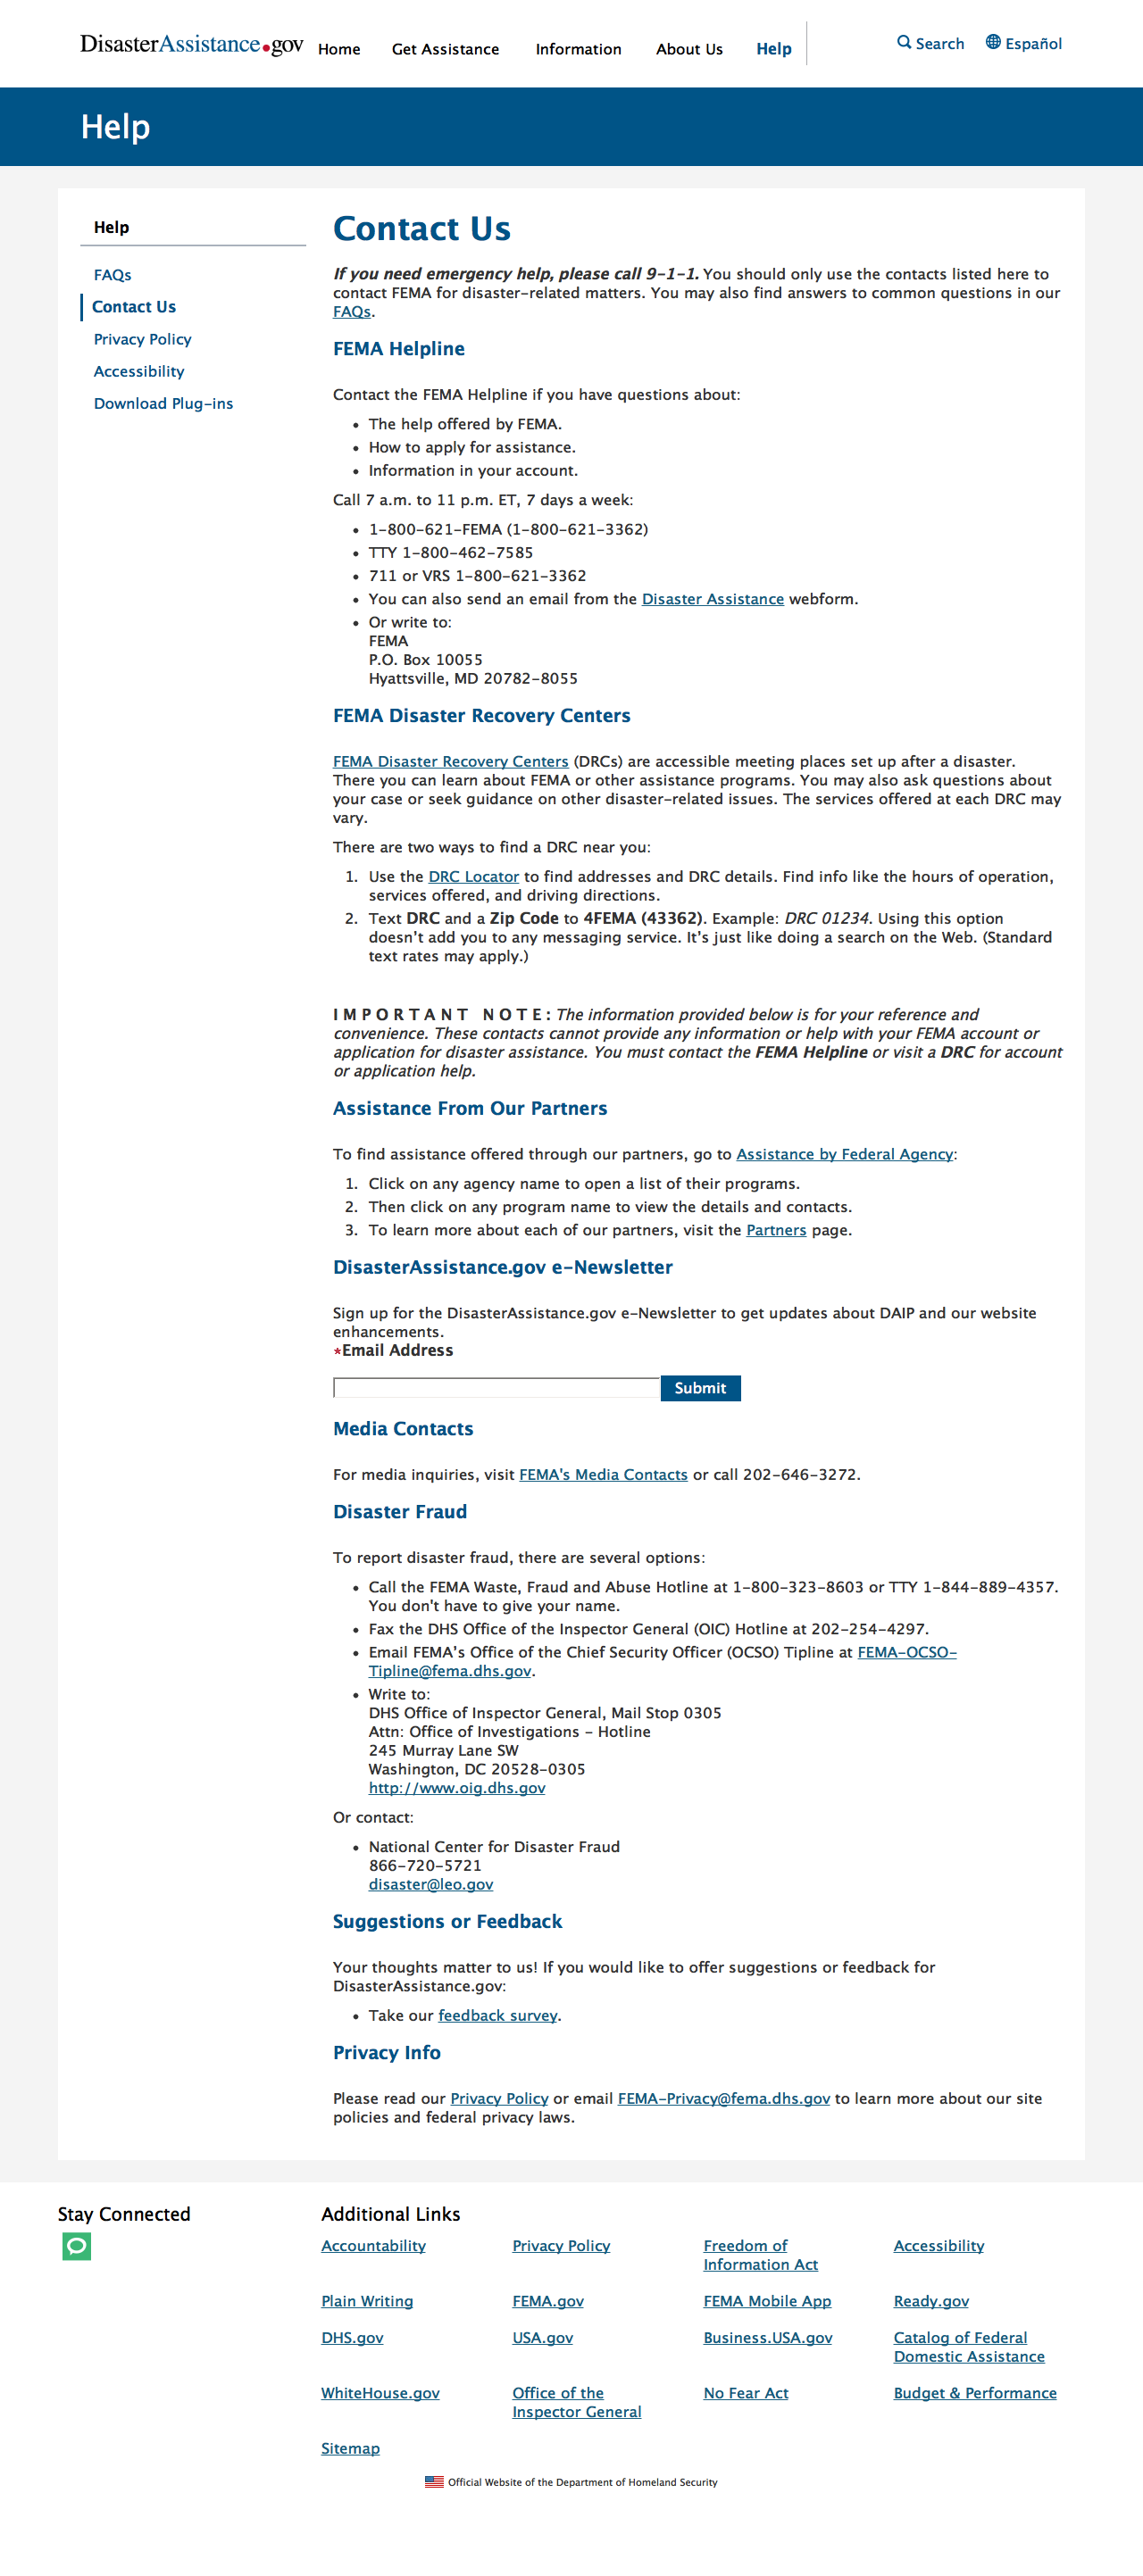 DisasterAssistance.gov Home Get Assistance Information About Us Help Search Español
Help
Help
FAQs
Contact Us
Privacy Policy
Accessibility
Download Plug-ins
Contact Us
If you need emergency help, please call 9-1-1. You should only use the contacts listed here to
contact FEMA for disaster-related matters. You may also find answers to common questions in our
FAQs.
FEMA Helpline
Contact the FEMA Helpline if you have questions about:
• The help offered by FEMA.
• How to apply for assistance.
• Information in your account.
Call 7 a.m. to 11 p.m. ET, 7 days a week:
• 1-800-621-FEMA (1-800-621-3362)
• TTY 1-800-462-7585
• 711 or VRS 1-800-621-3362
• You can also send an email from the Disaster Assistance webform.
• Or write to:
FEMA
P.O. Box 10055
Hyattsville, MD 20782-8055
FEMA Disaster Recovery Centers
FEMA Disaster Recovery Centers (DRCs) are accessible meeting places set up after a disaster.
There you can learn about FEMA or other assistance programs. You may also ask questions about
your case or seek guidance on other disaster-related issues. The services offered at each DRC may
vary.
There are two ways to find a DRC near you:
1. Use the DRC Locator to find addresses and DRC details. Find info like the hours of operation,
services offered, and driving directions.
2. Text DRC and a Zip Code to 4FEMA (43362). Example: DRC 01234. Using this option
doesn’t add you to any messaging service. It’s just like doing a search on the Web. (Standard
text rates may apply.)
IMPORTANT NOTE: The information provided below is for your reference and
convenience. These contacts cannot provide any information or help with your FEMA account or
application for disaster assistance. You must contact the FEMA Helpline or visit a DRC for account
or application help.
Assistance From Our Partners
To find assistance offered through our partners, go to Assistance by Federal Agency:
1. Click on any agency name to open a list of their programs.
2. Then click on any program name to view the details and contacts.
3. To learn more about each of our partners, visit the Partners page.
DisasterAssistance.gov e-Newsletter
Sign up for the DisasterAssistance.gov e-Newsletter to get updates about DAIP and our website
enhancements.
*Email Address
Submit
Media Contacts
For media inquiries, visit FEMA's Media Contacts or call 202-646-3272.
Disaster Fraud
To report disaster fraud, there are several options:
• Call the FEMA Waste, Fraud and Abuse Hotline at 1-800-323-8603 or TTY 1-844-889-4357.
You don't have to give your name.
• Fax the DHS Office of the Inspector General (OIC) Hotline at 202-254-4297.
• Email FEMA’s Office of the Chief Security Officer (OCSO) Tipline at FEMA-OCSO-
Tipline@fema.dhs.gov.
• Write to:
DHS Office of Inspector General, Mail Stop 0305
Attn: Office of Investigations - Hotline
245 Murray Lane SW
Washington, DC 20528-0305
http://www.oig.dhs.gov
Or contact:
• National Center for Disaster Fraud
866-720-5721
disaster@leo.gov
Suggestions or Feedback
Your thoughts matter to us! If you would like to offer suggestions or feedback for
DisasterAssistance.gov:
• Take our feedback survey.
Privacy Info
Please read our Privacy Policy or email FEMA-Privacy@fema.dhs.gov to learn more about our site
policies and federal privacy laws.
Stay Connected
Additional Links
Accountability
Privacy Policy
Freedom of
Information Act
Accessibility
Plain Writing
FEMA.gov
FEMA Mobile App
Ready.gov
DHS.gov
USA.gov
Business.USA.gov
Catalog of Federal
Domestic Assistance
WhiteHouse.gov
Office of the
Inspector General
No Fear Act
Budget & Performance
Sitemap
Official Website of the Department of Homeland Security